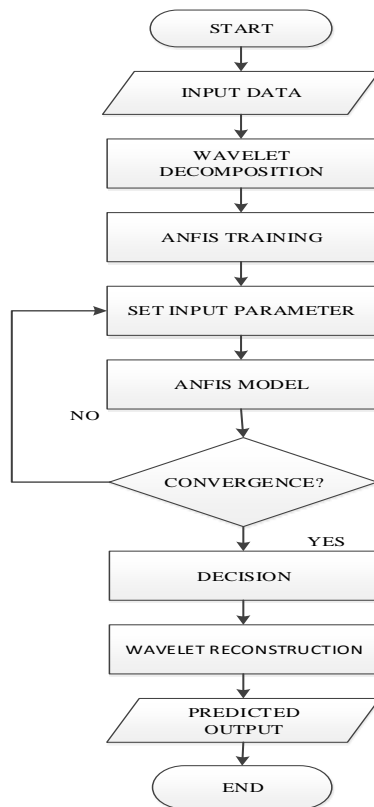 START
INPUT DATA
WAVELET
DECOMPOSITION
ANFIS TRAINING
SET INPUT PARAMETER
ANFIS MODEL
NO
CONVERGENCE?
YES
DECISION
WAVELET RECONSTRUCTION
PREDICTED
OUTPUT
END